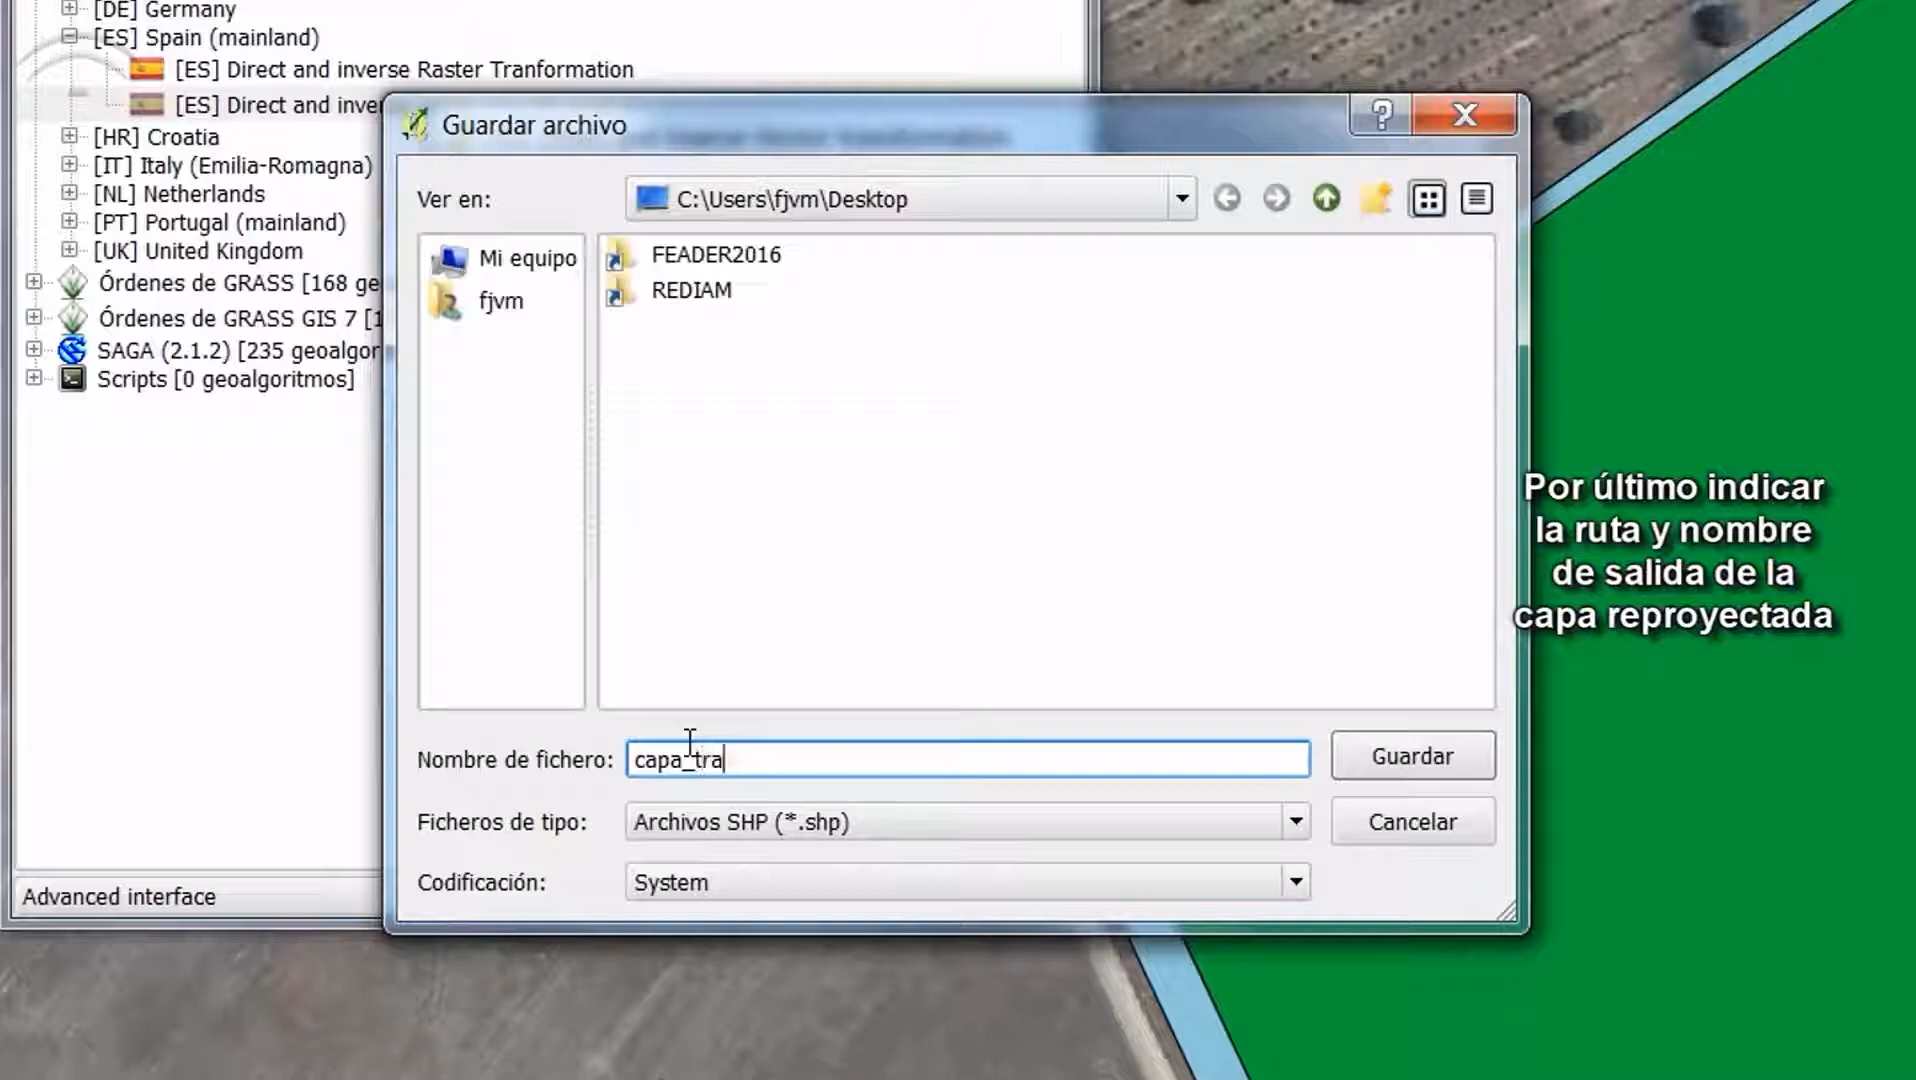 [DE] Germany
[ES] Spain (mainland)
[ES] Direct and inverse Raster Tranformation
[ES] Direct and inver
[HR] Croatia
[IT] Italy (Emilia-Romagna)
[NL] Netherlands
[PT] Portugal (mainland)
[UK] United Kingdom
Órdenes de GRASS [168 ge
Órdenes de GRASS GIS 7 [1
SAGA (2.1.2) [235 geoalgor
Scripts [0 geoalgoritmos]
Advanced interface
Guardar archivo
Ver en:
C:\Users\fjvm\Desktop
Mi equipo
fjvm
FEADER2016
REDIAM
Nombre de fichero:
capa_tra
Guardar
Ficheros de tipo:
Archivos SHP (*.shp)
Cancelar
Codificación:
System
Por último indicar
la ruta y nombre
de salida de la
capa reproyectada